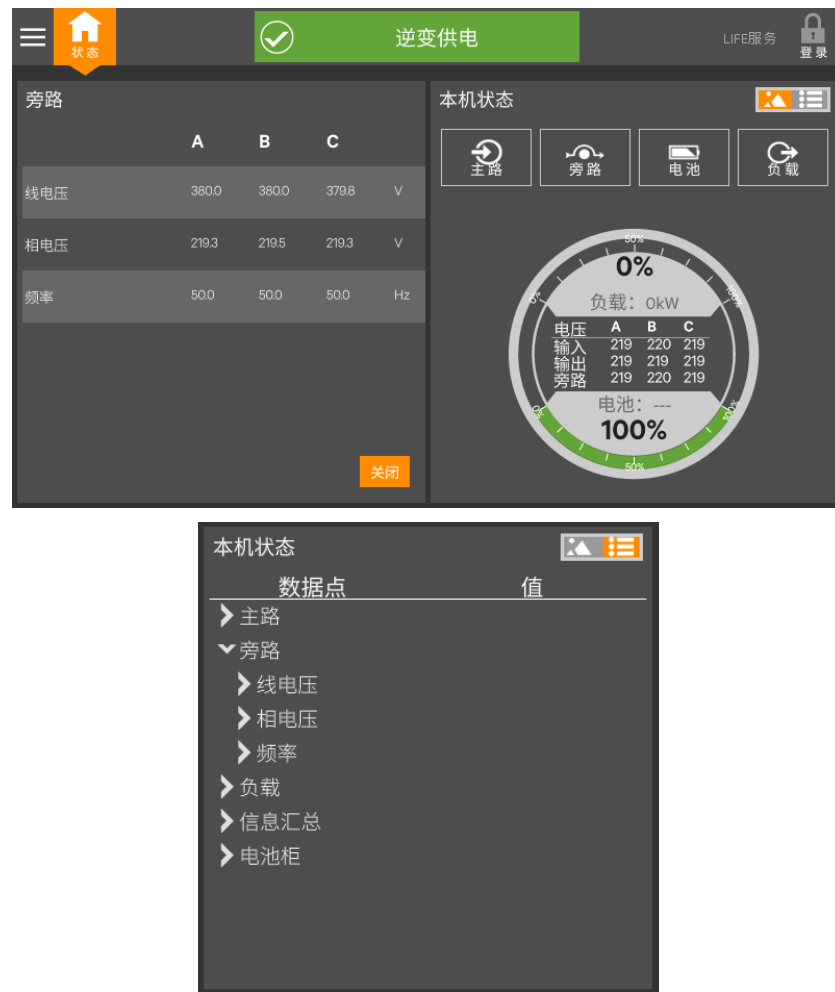 状态
逆变供电
LIFE服务
登录
旁路
A B C
线电压 380.0 380.0 379.8 V
相电压 219.3 219.5 219.3 V
频率 50.0 50.0 50.0 Hz
关闭
本机状态
主路 旁路 电池 负载
50%
0% 100%
0%
负载： 0kW
电压 A B C
输入 219 220 219
输出 219 219 219
旁路 219 220 219
电池： ---
100%
0% 100%
50%
本机状态
数据点 值
主路
旁路
线电压
相电压
频率
负载
信息汇总
电池柜